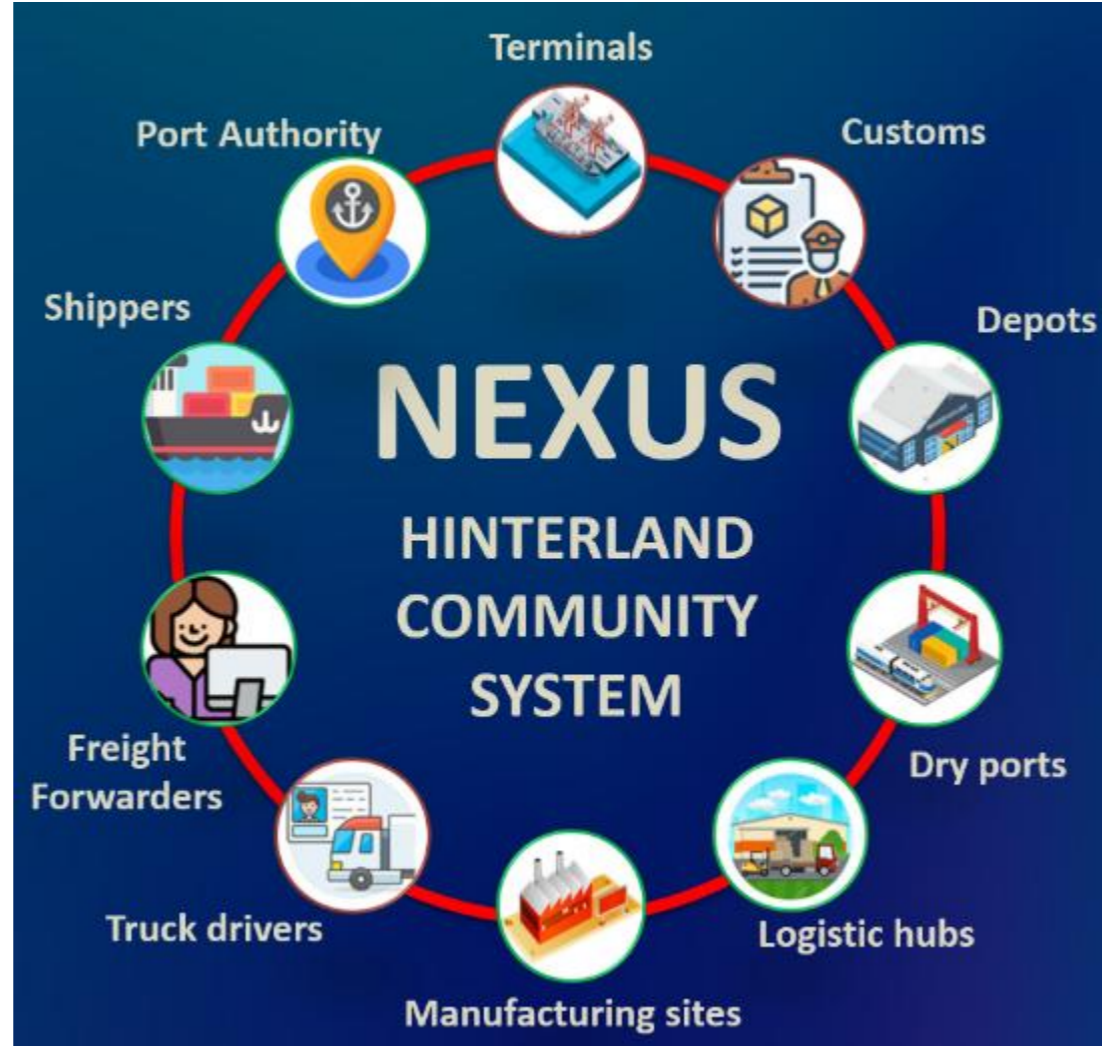 Terminals
Port Authority
Customs
Shippers
Depots
NEXUS
HINTERLAND
COMMUNITY
SYSTEM
Freight
Forwarders
Dry ports
Truck drivers
Logistic hubs
Manufacturing sites